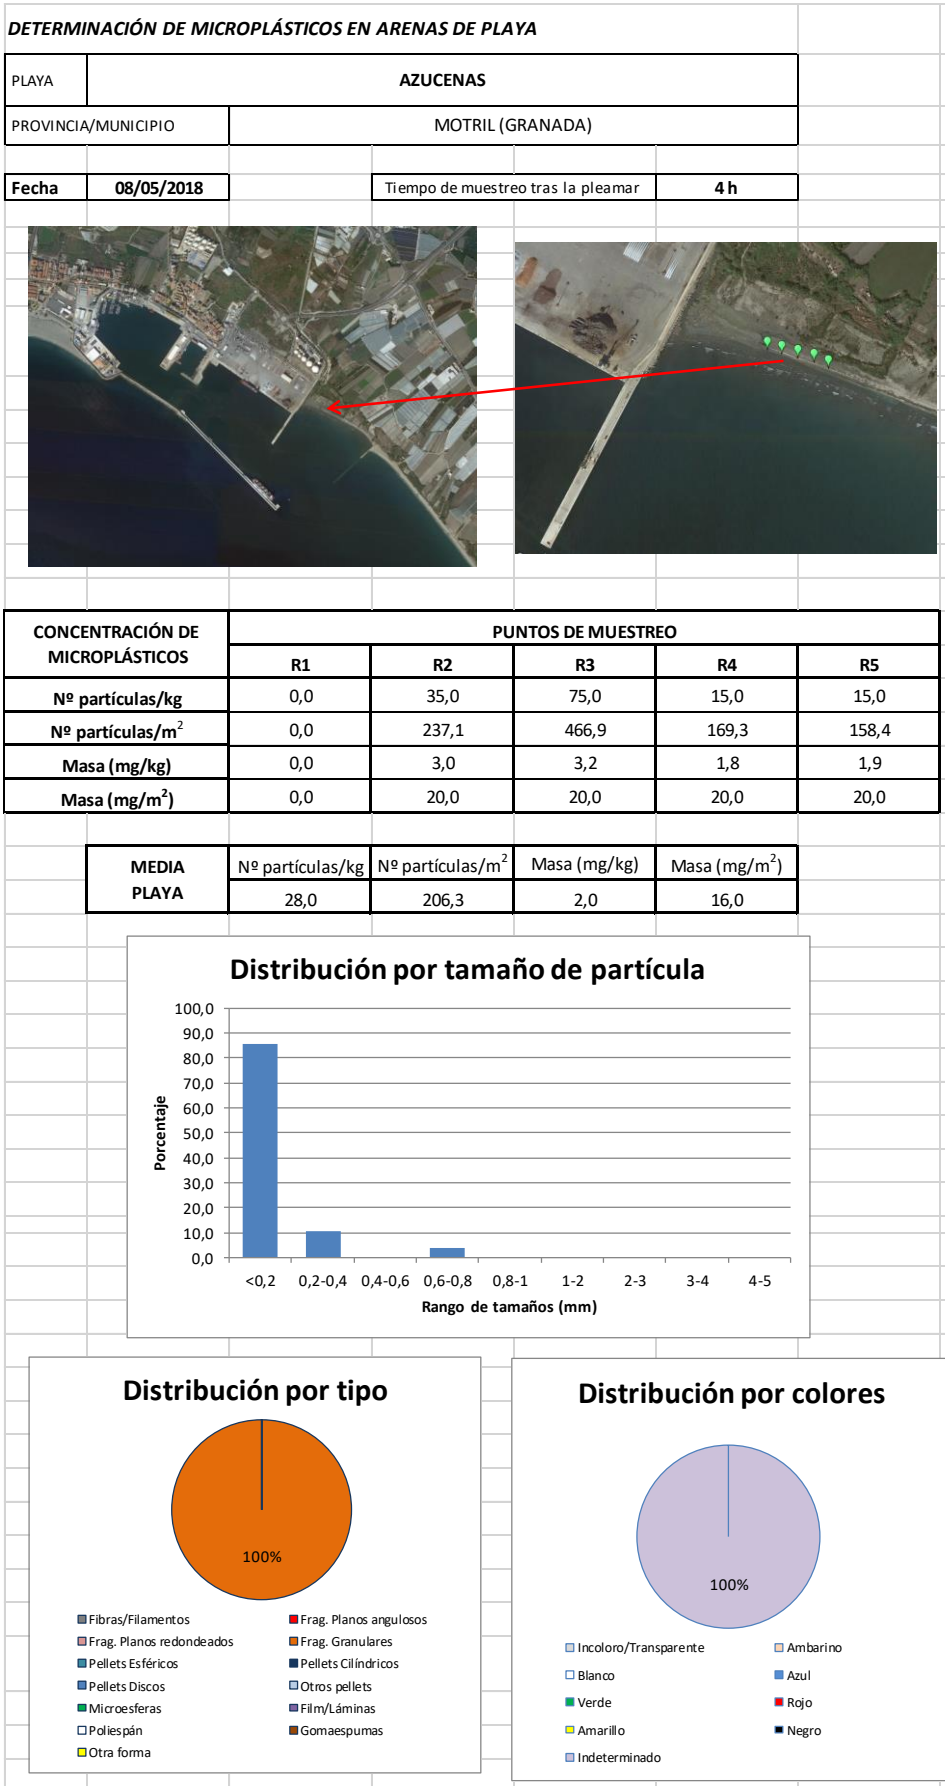 DETERMINACIÓN DE MICROPLÁSTICOS EN ARENAS DE PLAYA
PLAYA AZUCENAS
PROVINCIA/MUNICIPIO MOTRIL (GRANADA)
Fecha 08/05/2018 Tiempo de muestreo tras la pleamar 4 h
CONCENTRACIÓN DE MICROPLÁSTICOS PUNTOS DE MUESTREO
R1 R2 R3 R4 R5
Nº partículas/kg 0,0 35,0 75,0 15,0 15,0
Nº partículas/m² 0,0 237,1 466,9 169,3 158,4
Masa (mg/kg) 0,0 3,0 3,2 1,8 1,9
Masa (mg/m²) 0,0 20,0 20,0 20,0 20,0
MEDIA PLAYA Nº partículas/kg Nº partículas/m² Masa (mg/kg) Masa (mg/m²)
28,0 206,3 2,0 16,0
Distribución por tamaño de partícula
Porcentaje
100,0
90,0
80,0
70,0
60,0
50,0
40,0
30,0
20,0
10,0
0,0
<0,2 0,2-0,4 0,4-0,6 0,6-0,8 0,8-1 1-2 2-3 3-4 4-5
Rango de tamaños (mm)
Distribución por tipo
100%
Fibras/Filamentos Frag. Planos angulosos
Frag. Planos redondeados Frag. Granulares
Pellets Esféricos Pellets Cilíndricos
Pellets Discos Otros pellets
Microesferas Film/Láminas
Poliespán Gomaespumas
Otra forma
Distribución por colores
100%
Incoloro/Transparente Ambarino
Blanco Azul
Verde Rojo
Amarillo Negro
Indeterminado